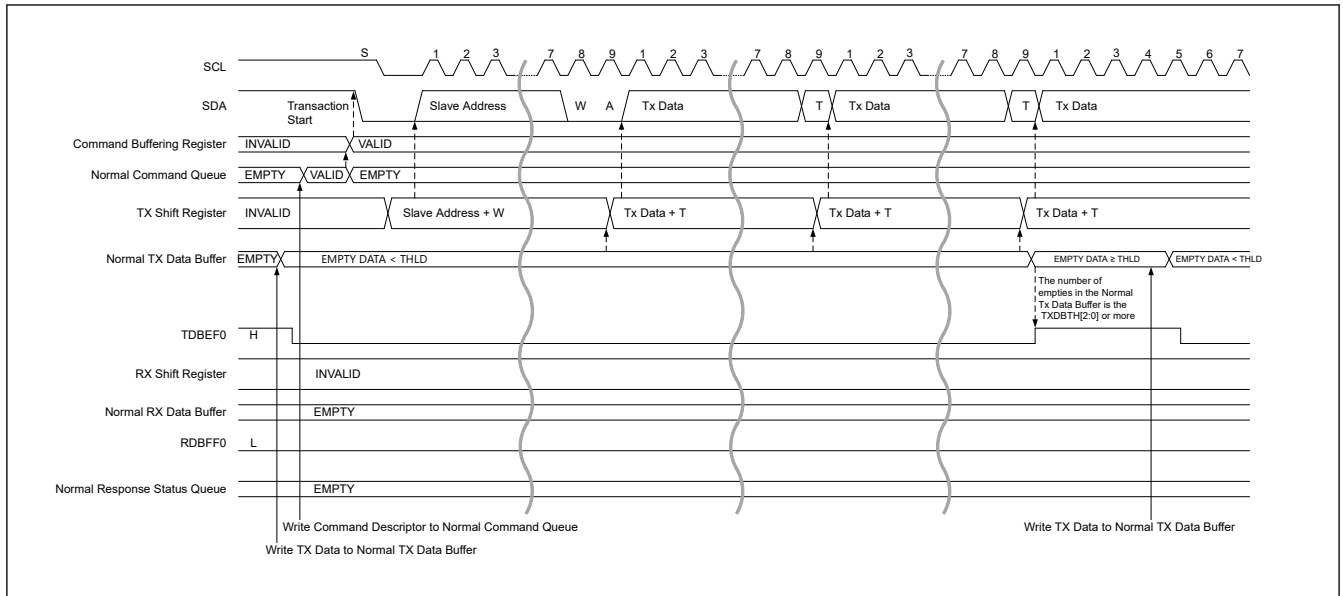 S 1 2 3 7 8 9 1 2 3 7 8 9 1 2 3 7 8 9 1 2 3 4 5 6 7
SCL
SDA Transaction Slave Address W A Tx Data T Tx Data T Tx Data
Start
Command Buffering Register INVALID VALID
Normal Command Queue EMPTY VALID EMPTY
TX Shift Register INVALID Slave Address + W Tx Data + T Tx Data + T Tx Data + T
Normal TX Data Buffer EMPTY EMPTY DATA < THLD EMPTY DATA ≥ THLD EMPTY DATA < THLD
The number of
empties in the Normal
Tx Data Buffer is the
TXDBTH[2:0] or more
TDBEF0 H
RX Shift Register INVALID
Normal RX Data Buffer EMPTY
RDBFF0 L
Normal Response Status Queue EMPTY
Write Command Descriptor to Normal Command Queue Write TX Data to Normal TX Data Buffer
Write TX Data to Normal TX Data Buffer